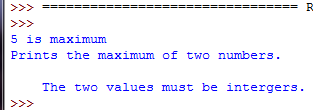 >>> ================================ R
>>>
5 is maximum
Prints the maximum of two numbers.
The two values must be intergers.
>>>